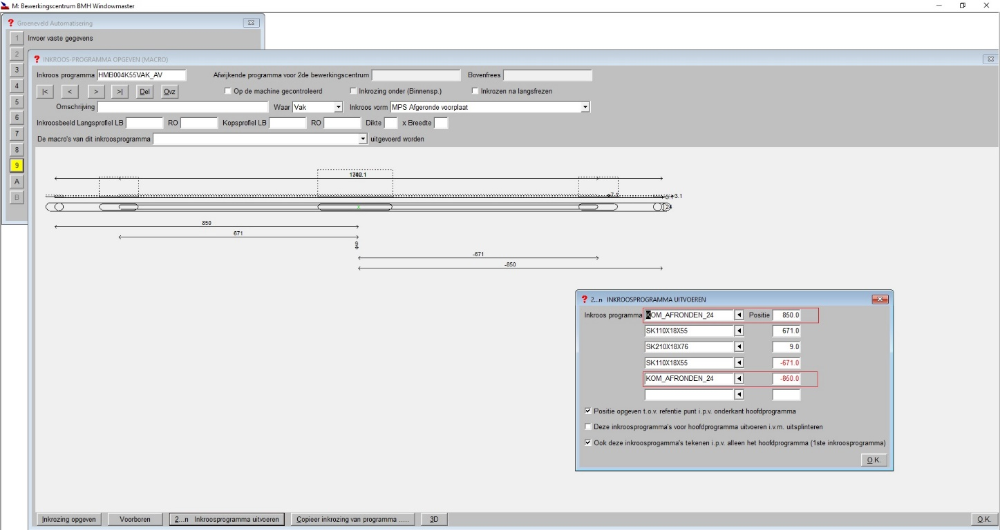 M: Bewerkingscentrum BMH Windowmaster
? Groeneveld Automatisering
1 Invoer vaste gegevens
2
3
4
5
6
7
8
9
A
B
? INKROOS-PROGRAMMA OPGEVEN (MACRO)
Inkroos programma HMB004K55VAK_AV Afwijkende programma voor 2de bewerkingscentrum Bovenfrees
|< < > >| Del Ovz Op de machine gecontroleerd Inkrozing onder (Binnensp.) Inkrozen na langsfrezen
Omschrijving Waar Vak Inkroos vorm MPS Afgeronde voorplaat
Inkroosbeeld Langsprofiel LB RO Kopsprofiel LB RO Dikte x Breedte
De macro's van dit inkroosprogramma uitgevoerd worden
3.1
850
671
9
-671
-850
? 2...n INKROOSPROGRAMMA UITVOEREN
Inkroos programma KOM_AFRONDEN_24 Positie 850.0
SK110X18X55 671.0
SK210X18X76 9.0
SK110X18X55 -671.0
KOM_AFRONDEN_24 -850.0
Positie opgeven t.o.v. refentie punt i.p.v. onderkant hoofdprogramma
Deze inkroosprogramma's voor hoofdprogramma uitvoeren i.v.m. uitsplinteren
Ook deze inkroosprogamma's tekenen i.p.v. alleen het hoofdprogramma (1ste inkroosprogramma)
O.K.
Inkrozing opgeven Voorboren 2...n Inkroosprogramma uitvoeren Copieer inkrozing van programma ..... 3D O.K.